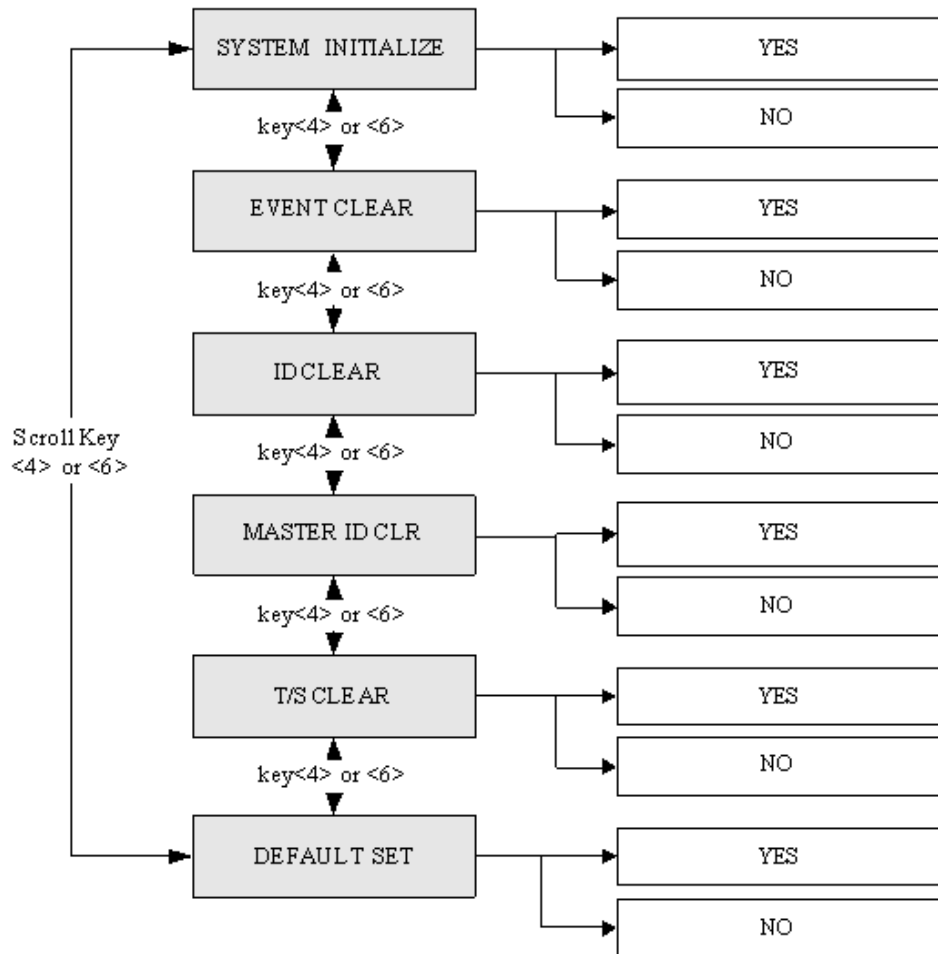 SYSTEM INITIALIZE
YES
NO
key<4> or <6>
EVENT CLEAR
YES
NO
key<4> or <6>
ID CLEAR
YES
NO
Scroll Key
<4> or <6>
key<4> or <6>
MASTER ID CLR
YES
NO
key<4> or <6>
T/S CLEAR
YES
NO
key<4> or <6>
DEFAULT SET
YES
NO